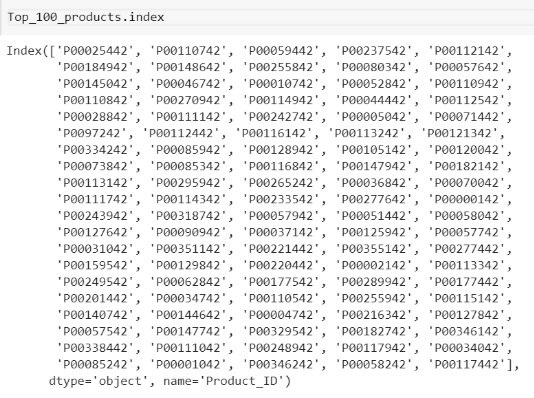 Top_100_products.index
Index(['P00025442', 'P00110742', 'P00059442', 'P00237542', 'P00112142',
'P00184942', 'P00148642', 'P00255842', 'P00080342', 'P00057642',
'P00145042', 'P00046742', 'P00010742', 'P00052842', 'P00110942',
'P00110842', 'P00270942', 'P00114942', 'P00044442', 'P00112542',
'P00028842', 'P00111142', 'P00242742', 'P00005042', 'P00071442',
'P0097242', 'P00112442', 'P00116142', 'P00113242', 'P00121342',
'P00334242', 'P00085942', 'P00128942', 'P00105142', 'P00120042',
'P00073842', 'P00085342', 'P00116842', 'P00147942', 'P00182142',
'P00113142', 'P00295942', 'P00265242', 'P00036842', 'P00070042',
'P00111742', 'P00114342', 'P00233542', 'P00277642', 'P00000142',
'P00243942', 'P00318742', 'P00057942', 'P00051442', 'P00058042',
'P00127642', 'P00090942', 'P00037142', 'P00125942', 'P00057742',
'P00031042', 'P00351142', 'P00221442', 'P00355142', 'P00277442',
'P00159542', 'P00129842', 'P00220442', 'P00002142', 'P00113342',
'P00249542', 'P00062842', 'P00177542', 'P00289942', 'P00177442',
'P00201442', 'P00034742', 'P00110542', 'P00255942', 'P00115142',
'P00140742', 'P00144642', 'P00004742', 'P00216342', 'P00127842',
'P00057542', 'P00147742', 'P00329542', 'P00182742', 'P00346142',
'P00338442', 'P00111042', 'P00248942', 'P00117942', 'P00034042',
'P00085242', 'P00001042', 'P00346242', 'P00058242', 'P00117442'],
dtype='object', name='Product_ID')